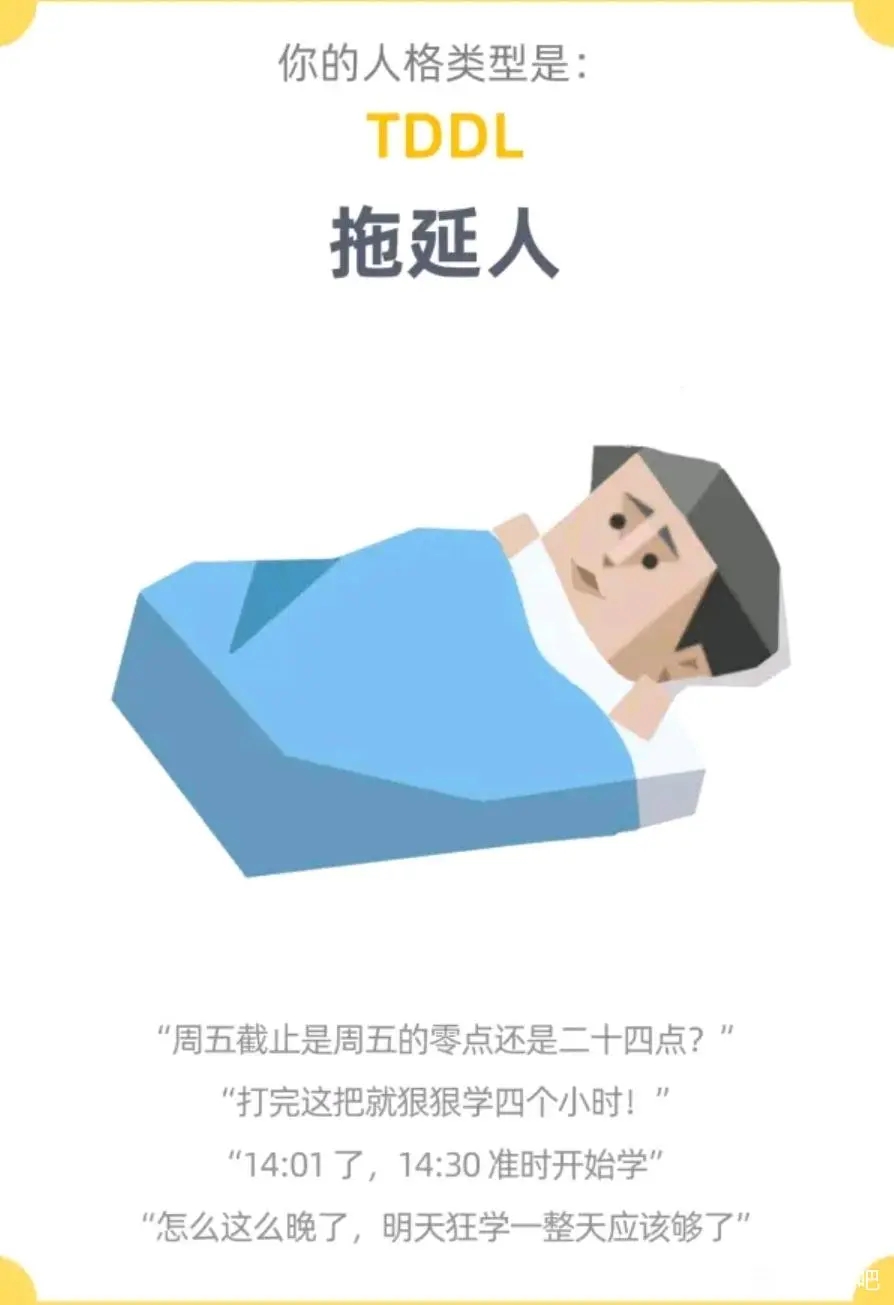 你的人格类型是：
TDDL
拖延人
“周五截止是周五的零点还是二十四点？”
“打完这把就狠狠学四个小时！”
“14:01 了，14:30 准时开始学”
“怎么这么晚了，明天狂学一整天应该够了”
吧